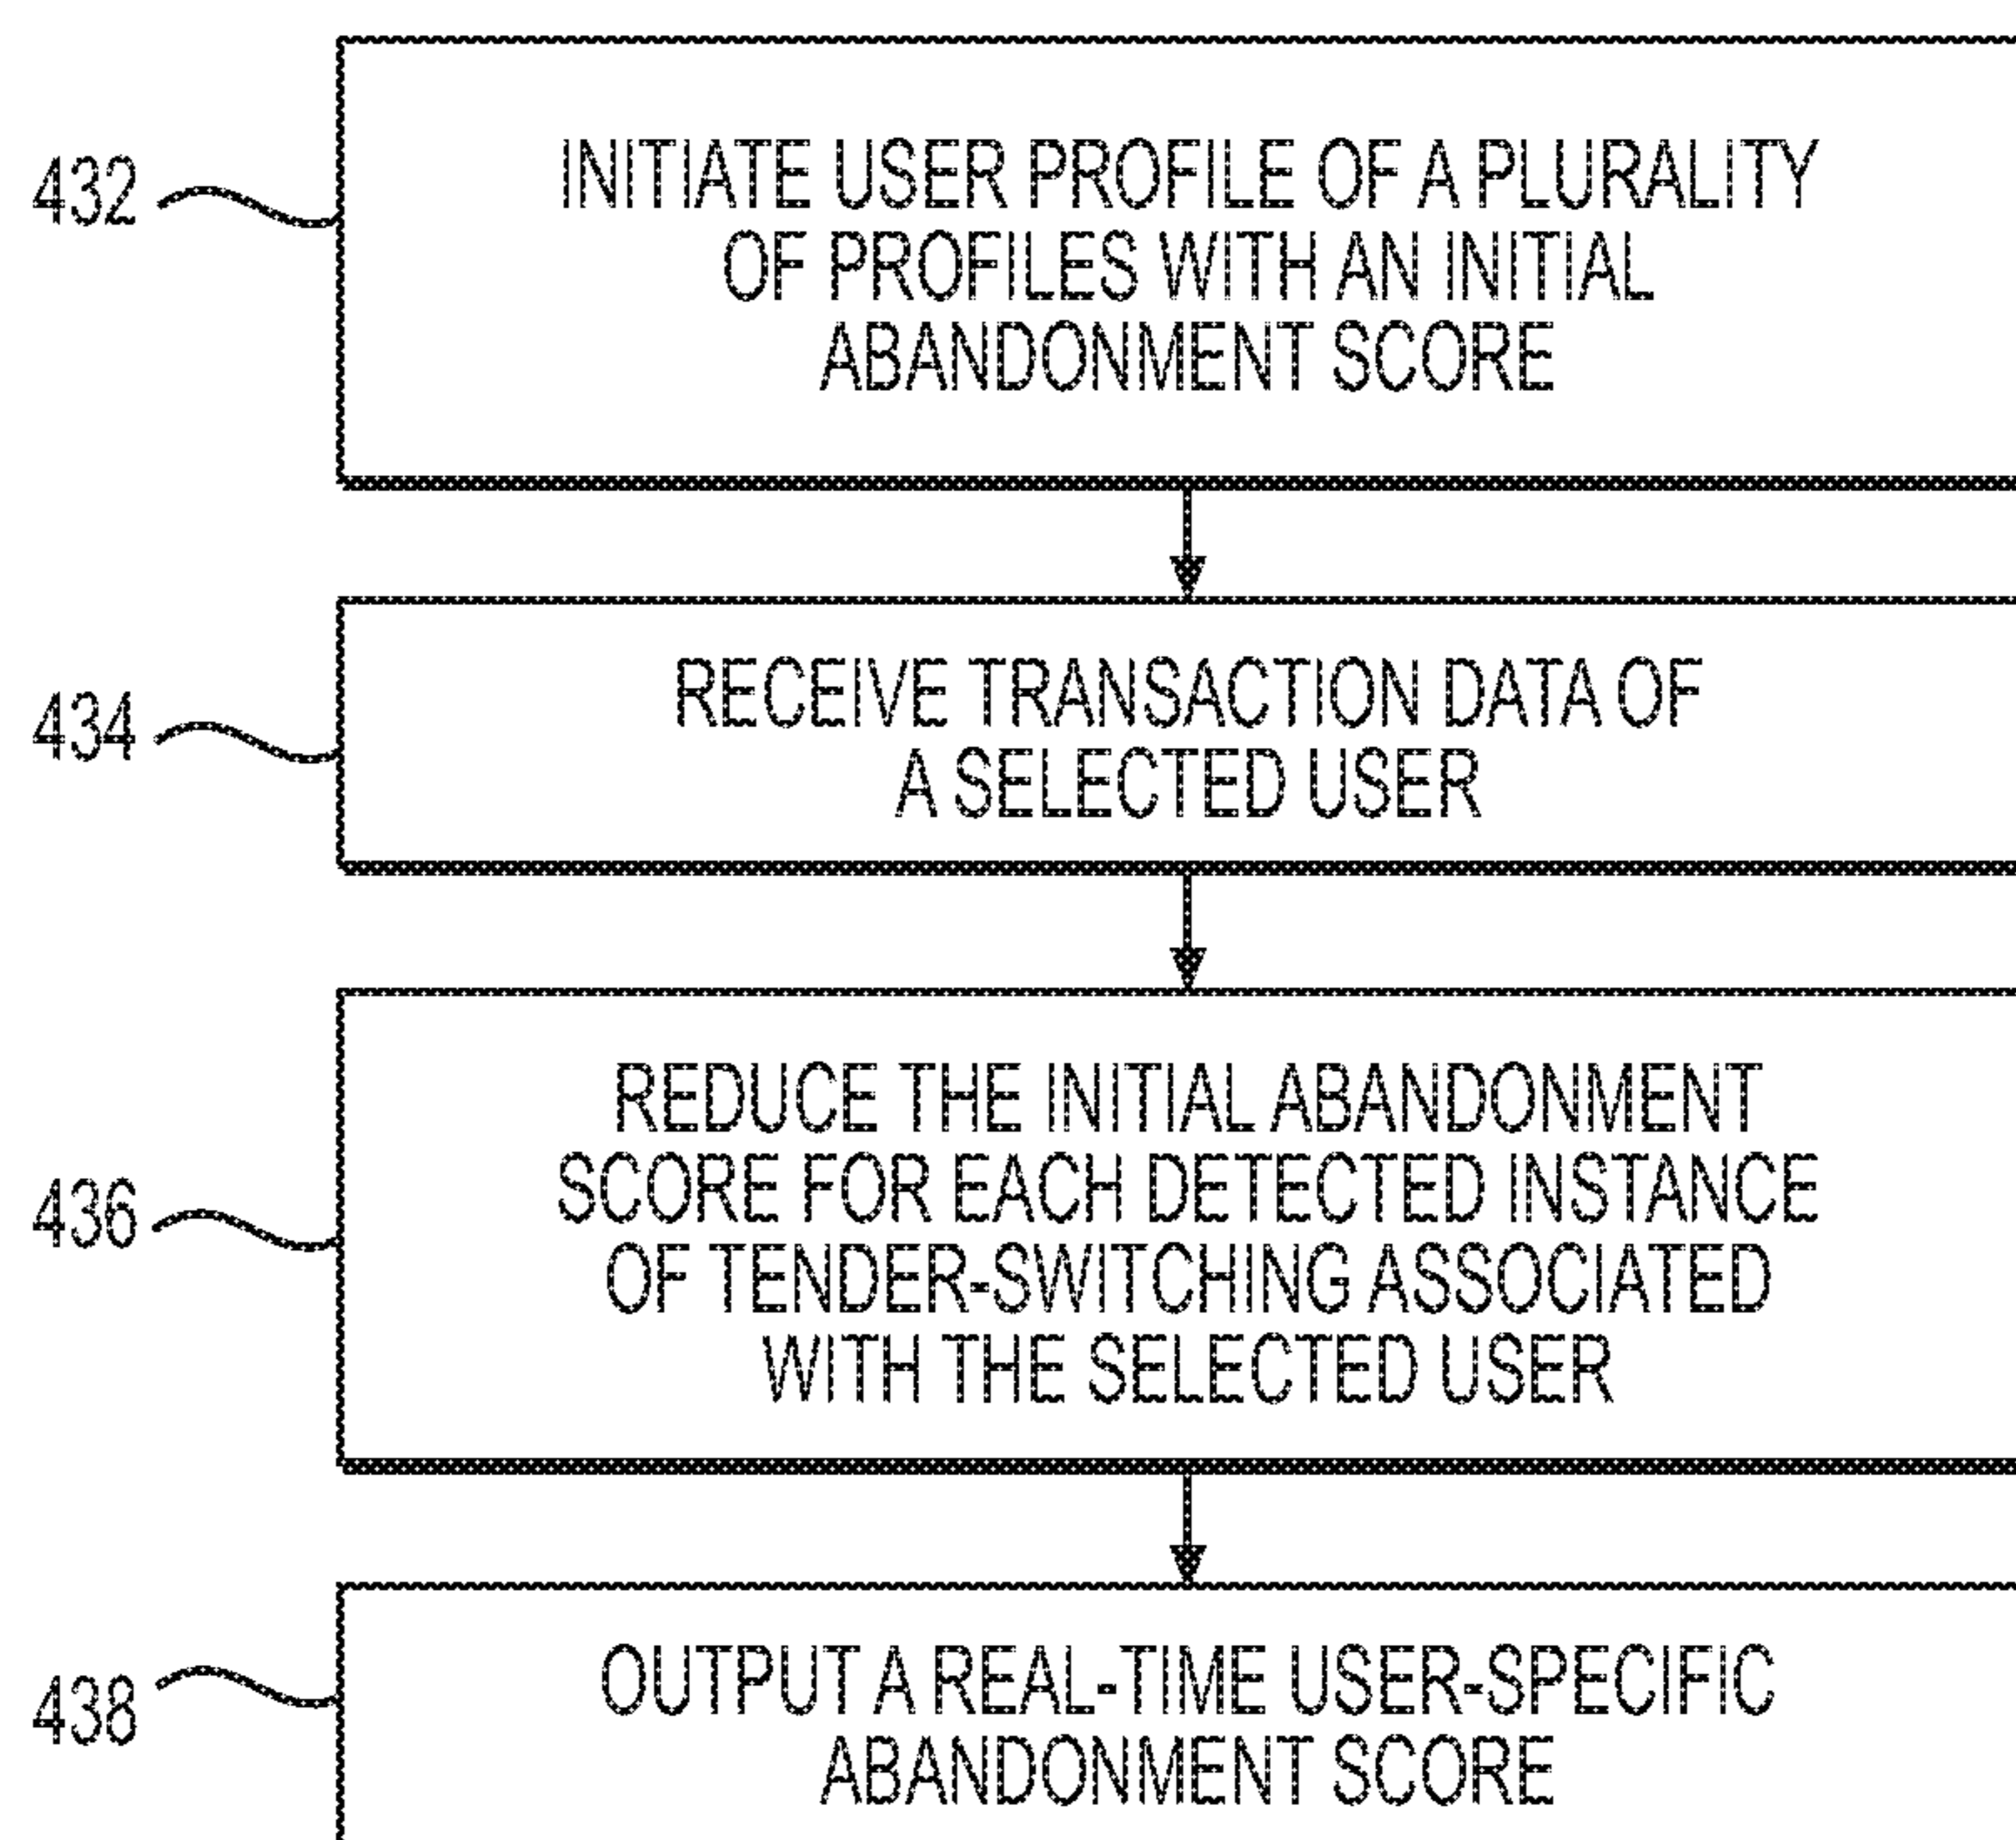 432
INITIATE USER PROFILE OF A PLURALITY
OF PROFILES WITH AN INITIAL
ABANDONMENT SCORE
434
RECEIVE TRANSACTION DATA OF
A SELECTED USER
436
REDUCE THE INITIAL ABANDONMENT
SCORE FOR EACH DETECTED INSTANCE
OF TENDER-SWITCHING ASSOCIATED
WITH THE SELECTED USER
438
OUTPUT A REAL-TIME USER-SPECIFIC
ABANDONMENT SCORE